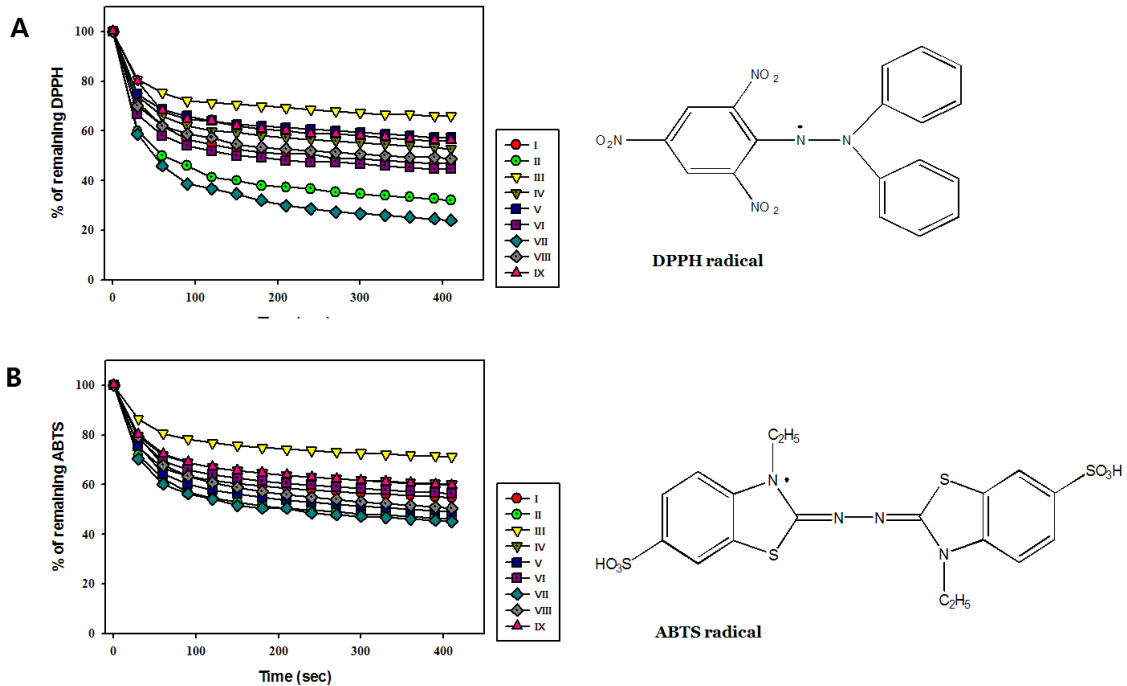 A
% of remaining DPPH
100
80
60
40
20
0
0 100 200 300 400
I
II
III
IV
V
VI
VII
VIII
IX
NO2
O2N
N
N
NO2
DPPH radical
B
% of remaining ABTS
100
80
60
40
20
0
0 100 200 300 400
Time (sec)
I
II
III
IV
V
VI
VII
VIII
IX
C2H5
N
S
N
N
S
N
SO3H
HO3S
C2H5
ABTS radical